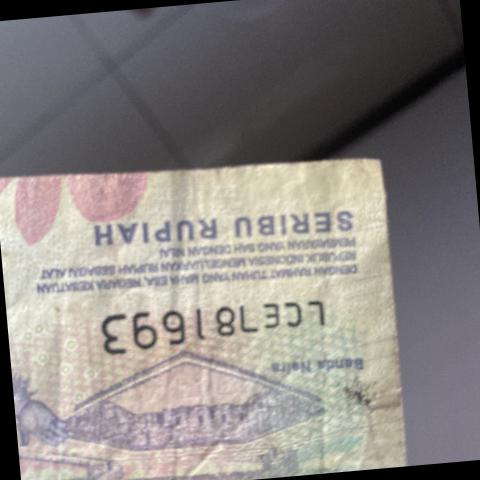 Banda Neira
LCE781693
DENGAN RAHMAT TUHAN YANG MAHA ESA, NEGARA KESATUAN
REPUBLIK INDONESIA MENGELUARKAN RUPIAH SEBAGAI ALAT
PEMBAYARAN YANG SAH DENGAN NILAI
SERIBU RUPIAH